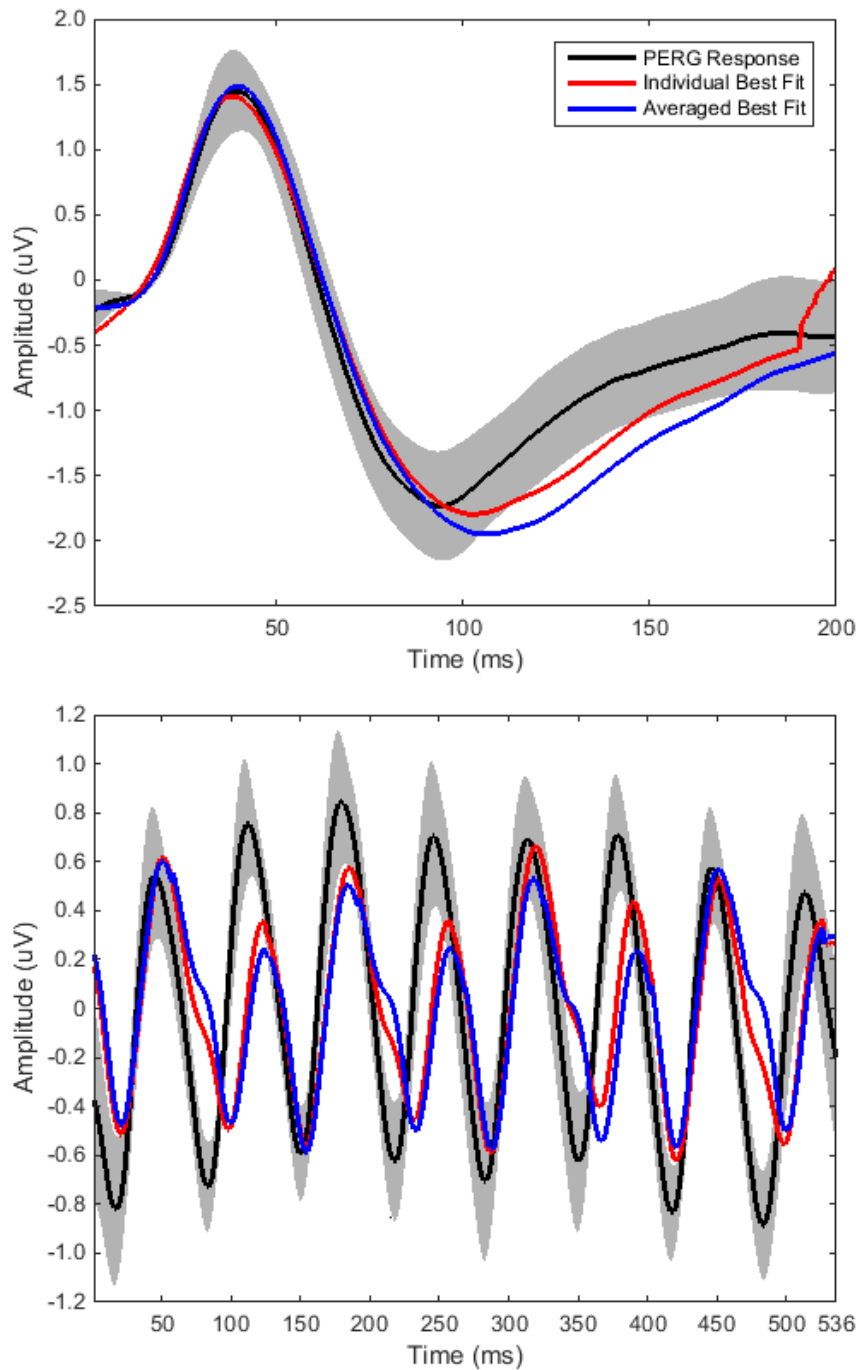 2.0
1.5
1.0
0.5
0
-0.5
-1.0
-1.5
-2.0
-2.5
Amplitude (uV)
PERG Response
Individual Best Fit
Averaged Best Fit
50 100 150 200
Time (ms)
1.2
1.0
0.8
0.6
0.4
0.2
0
-0.2
-0.4
-0.6
-0.8
-1.0
-1.2
Amplitude (uV)
50 100 150 200 250 300 350 400 450 500 536
Time (ms)